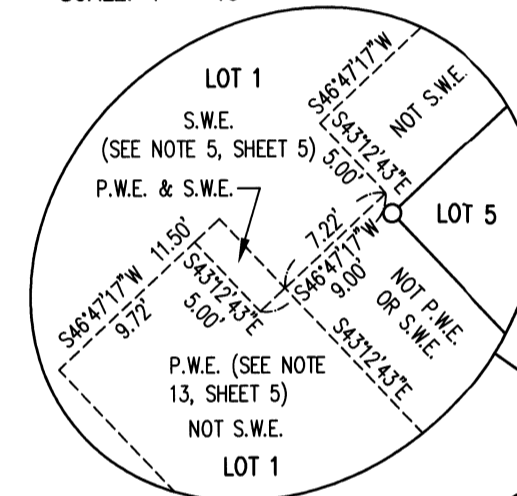 LOT 1
S.W.E.
(SEE NOTE 5, SHEET 5)
P.W.E. & S.W.E.
S46°47'17"W
NOT S.W.E.
S43°12'43"E
5.00'
LOT 5
7.22'
S46°47'17"W
9.00'
NOT P.W.E.
OR S.W.E.
S43°12'43"E
11.50'
S46°47'17"W
9.72'
S43°12'43"E
5.00'
P.W.E. (SEE NOTE
13, SHEET 5)
NOT S.W.E.
LOT 1